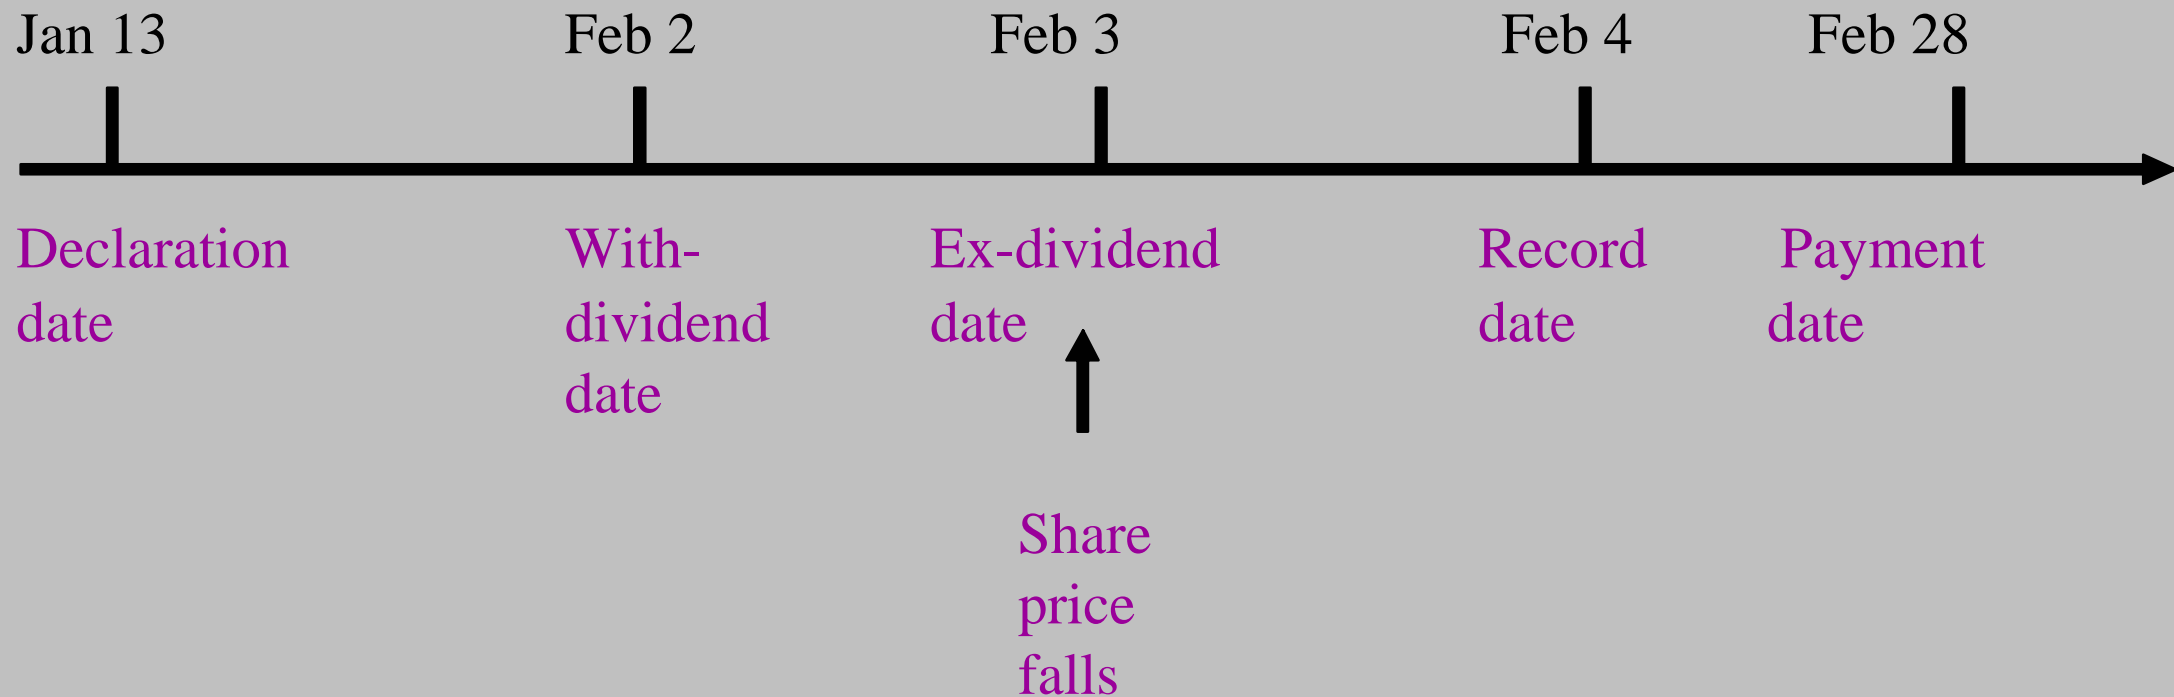 Jan 13
Feb 2
Feb 3
Feb 4
Feb 28
Declaration
date
With-
dividend
date
Ex-dividend
date
Record
date
Payment
date
Share
price
falls